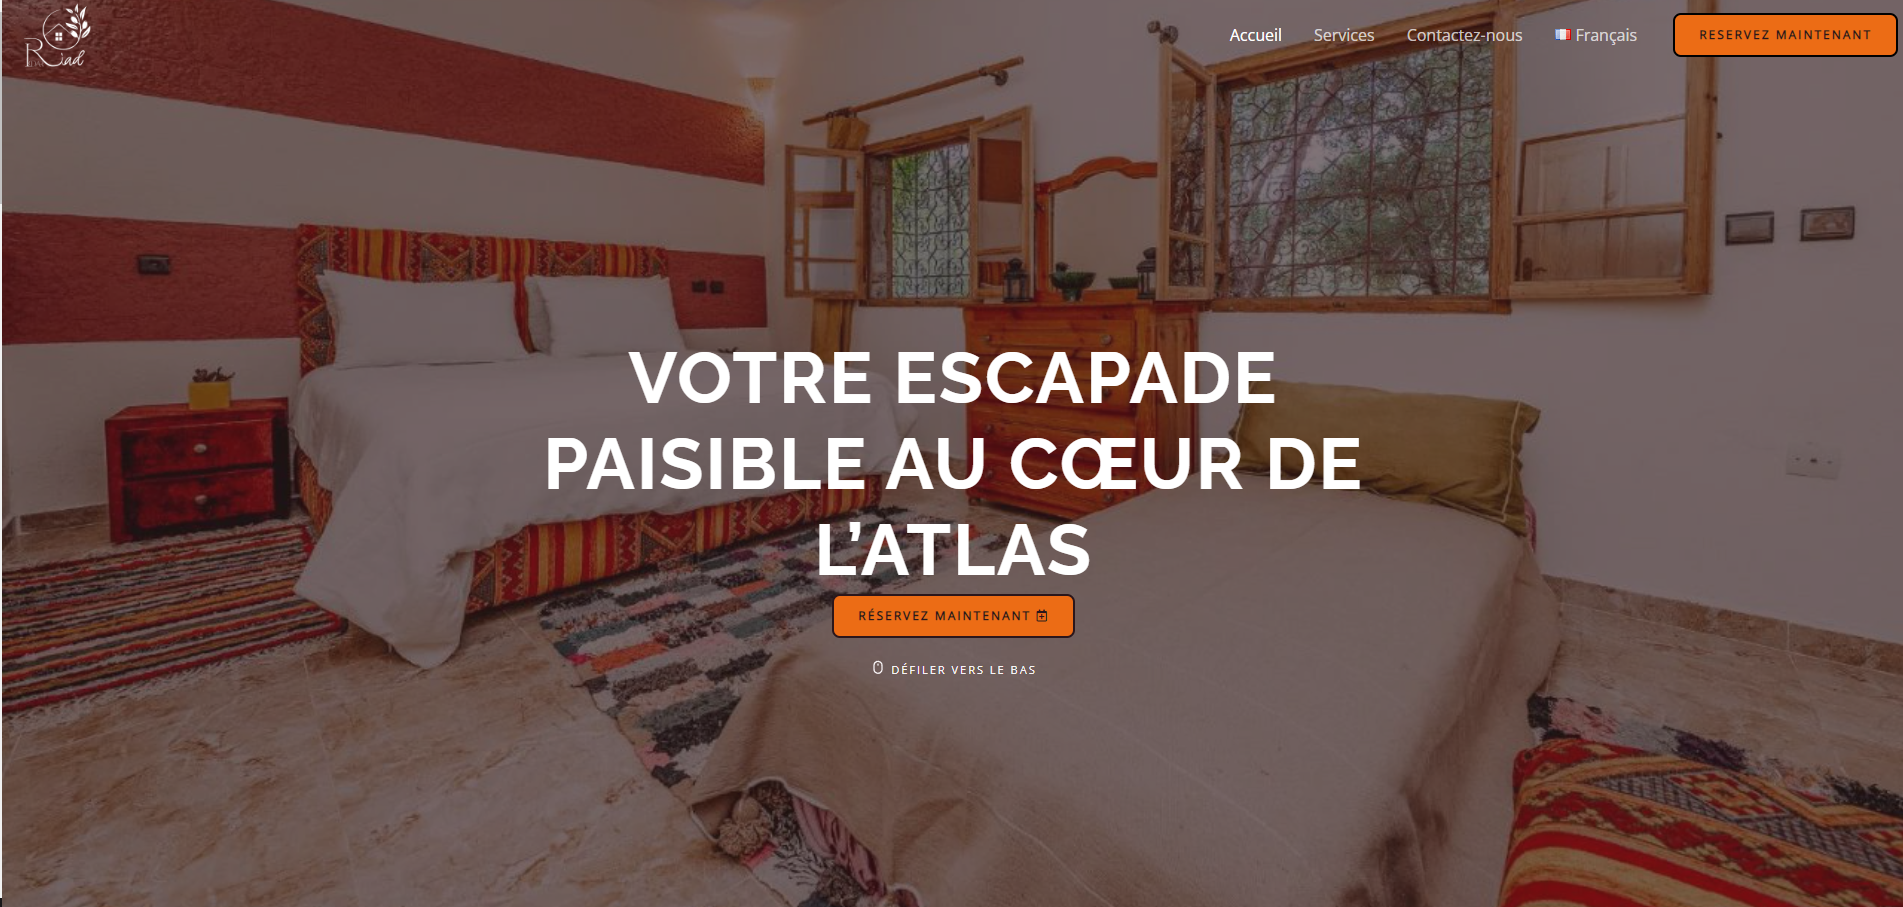 Riad
Accueil Services Contactez-nous Français RESERVEZ MAINTENANT
VOTRE ESCAPADE
PAISIBLE AU CŒUR DE
L’ATLAS
RÉSERVEZ MAINTENANT
DÉFILER VERS LE BAS